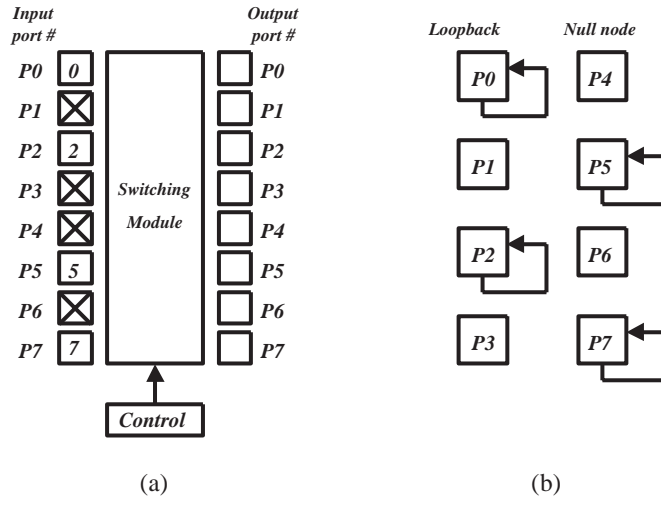 Input port #
Output port #
P0 0 P0
P1 P1
P2 2 P2
P3 P3
P4 P4
P5 5 P5
P6 P6
P7 7 P7
Switching Module
Control
(a)
Loopback Null node
P0 P4
P1 P5
P2 P6
P3 P7
(b)